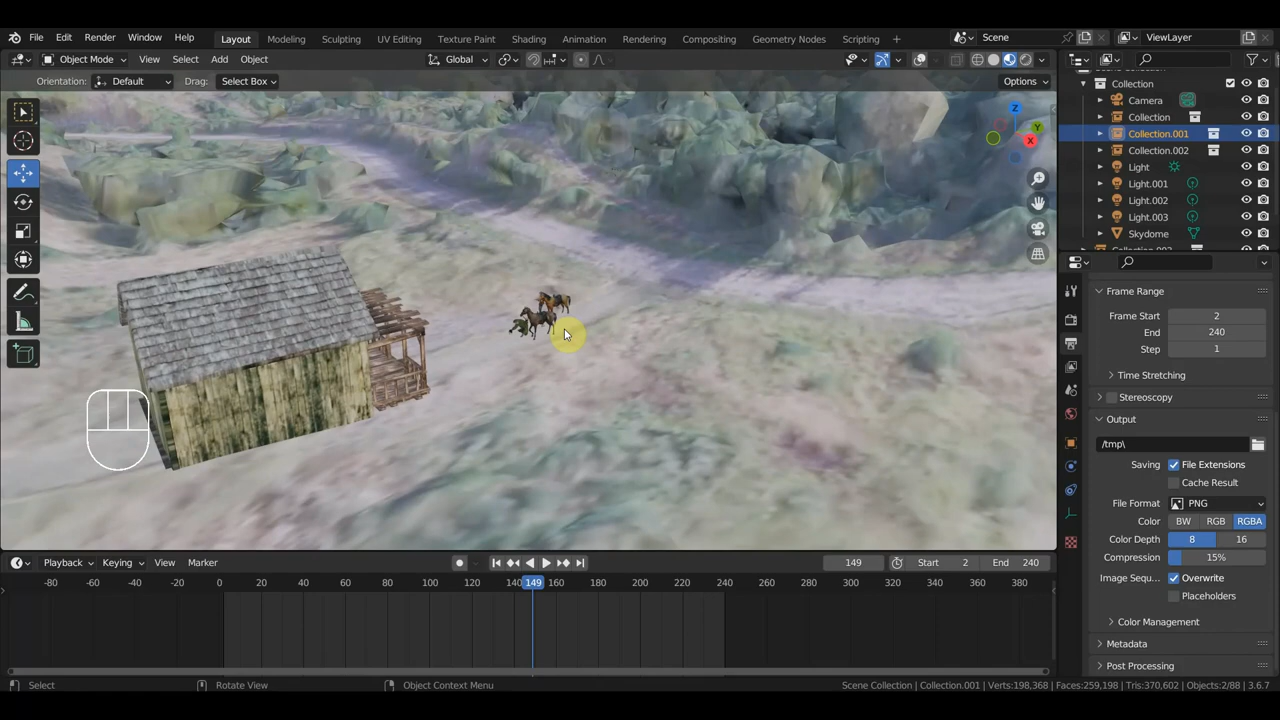 File Edit Render Window Help Layout Modeling Sculpting UV Editing Texture Paint Shading Animation Rendering Compositing Geometry Nodes Scripting + Scene ViewLayer
Object Mode View Select Add Object Global
Orientation: Default Drag: Select Box Options
Z
Y
X
Collection
Camera
Collection
Collection.001
Collection.002
Light
Light.001
Light.002
Light.003
Skydome
Frame Range
Frame Start 2
End 240
Step 1
Time Stretching
Stereoscopy
Output
/tmp\
Saving File Extensions
Cache Result
File Format PNG
Color BW RGB RGBA
Color Depth 8 16
Compression 15%
Image Sequ... Overwrite
Placeholders
Color Management
Metadata
Post Processing
Playback Keying View Marker 149 Start 2 End 240
-80 -60 -40 -20 0 20 40 60 80 100 120 140 149 160 180 200 220 240 260 280 300 320 340 360 380
Select Rotate View Object Context Menu Scene Collection | Collection.001 | Verts:198,368 | Faces:259,198 | Tris:370,602 | Objects:2/88 | 3.6.7